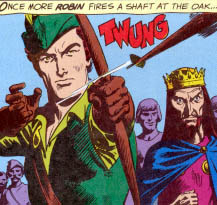 ONCE MORE ROBIN FIRES A SHAFT AT THE OAK...
TWUNG